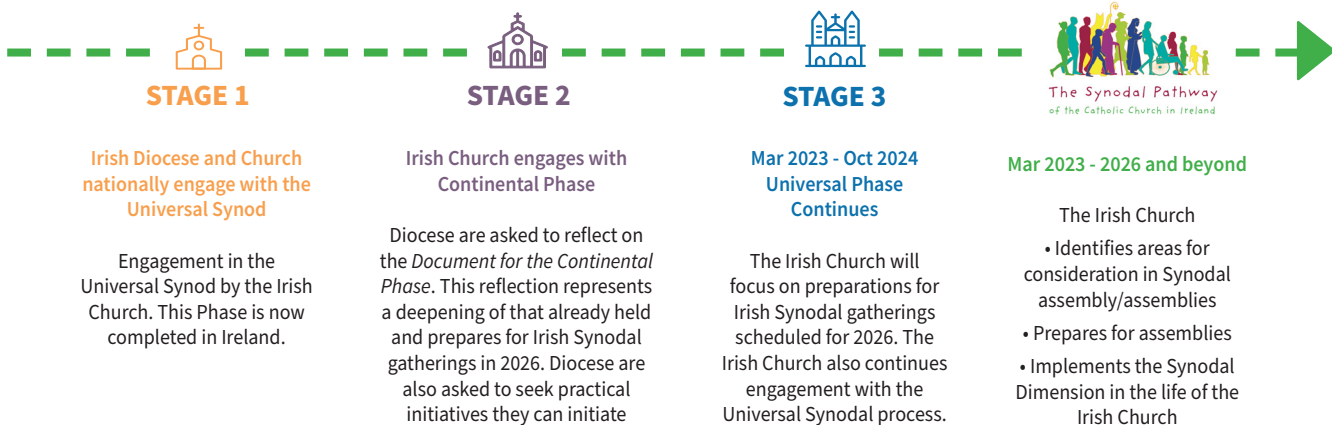 STAGE 1
Irish Diocese and Church
nationally engage with the
Universal Synod
Engagement in the
Universal Synod by the Irish
Church. This Phase is now
completed in Ireland.
STAGE 2
Irish Church engages with
Continental Phase
Diocese are asked to reflect on
the Document for the Continental
Phase. This reflection represents
a deepening of that already held
and prepares for Irish Synodal
gatherings in 2026. Diocese are
also asked to seek practical
initiatives they can initiate
STAGE 3
Mar 2023 - Oct 2024
Universal Phase
Continues
The Irish Church will
focus on preparations for
Irish Synodal gatherings
scheduled for 2026. The
Irish Church also continues
engagement with the
Universal Synodal process.
The Synodal Pathway
of the Catholic Church in Ireland
Mar 2023 - 2026 and beyond
The Irish Church
• Identifies areas for
consideration in Synodal
assembly/assemblies
• Prepares for assemblies
• Implements the Synodal
Dimension in the life of the
Irish Church